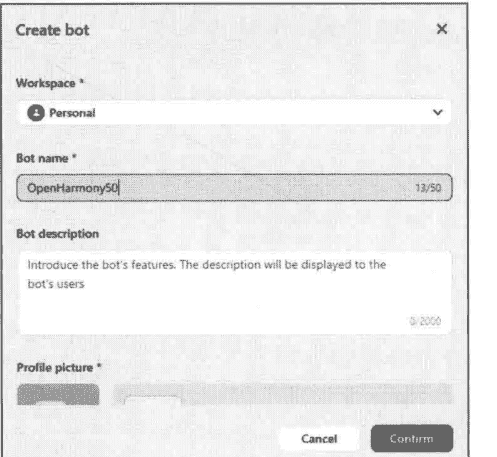 Create bot
Workspace *
Personal
Bot name *
OpenHarmony50
13/50
Bot description
Introduce the bot's features. The description will be displayed to the
bot's users
0/2000
Profile picture *
Cancel
Confirm